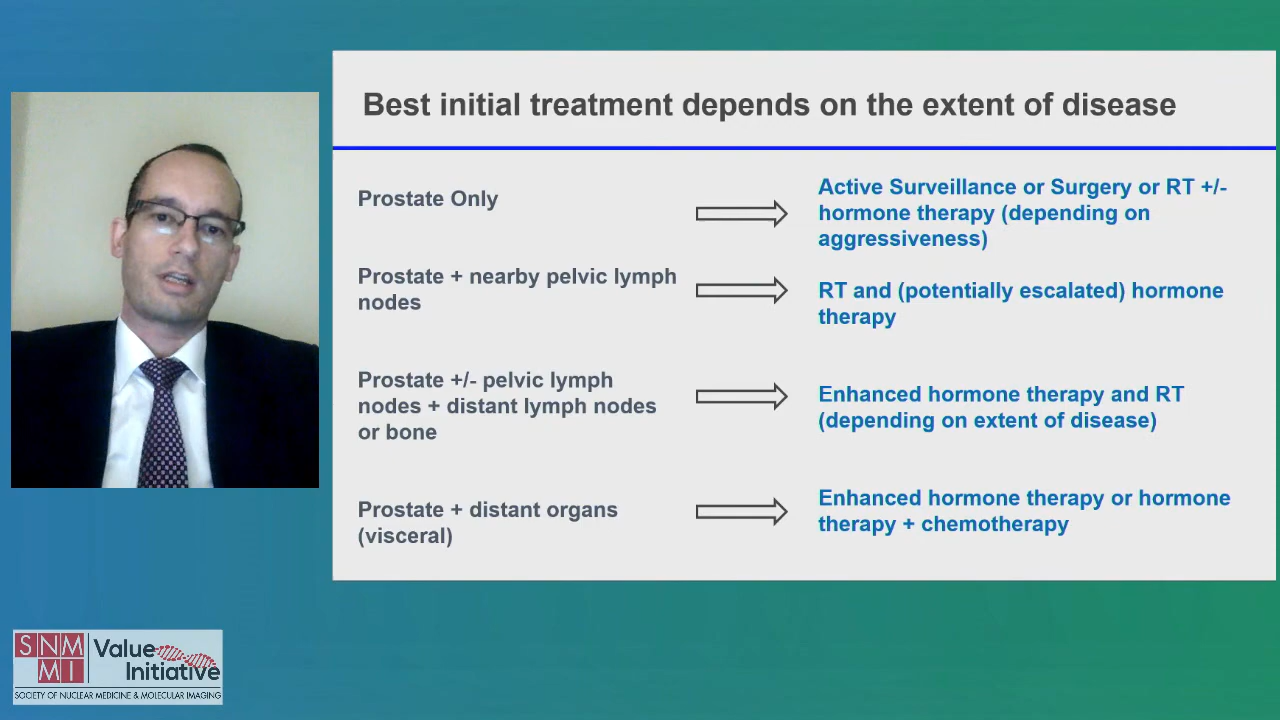 Best initial treatment depends on the extent of disease
Prostate Only
Active Surveillance or Surgery or RT +/-
hormone therapy (depending on
aggressiveness)
Prostate + nearby pelvic lymph
nodes
RT and (potentially escalated) hormone
therapy
Prostate +/- pelvic lymph
nodes + distant lymph nodes
or bone
Enhanced hormone therapy and RT
(depending on extent of disease)
Prostate + distant organs
(visceral)
Enhanced hormone therapy or hormone
therapy + chemotherapy
SNM
MI
Value
Initiative
SOCIETY OF NUCLEAR MEDICINE & MOLECULAR IMAGING